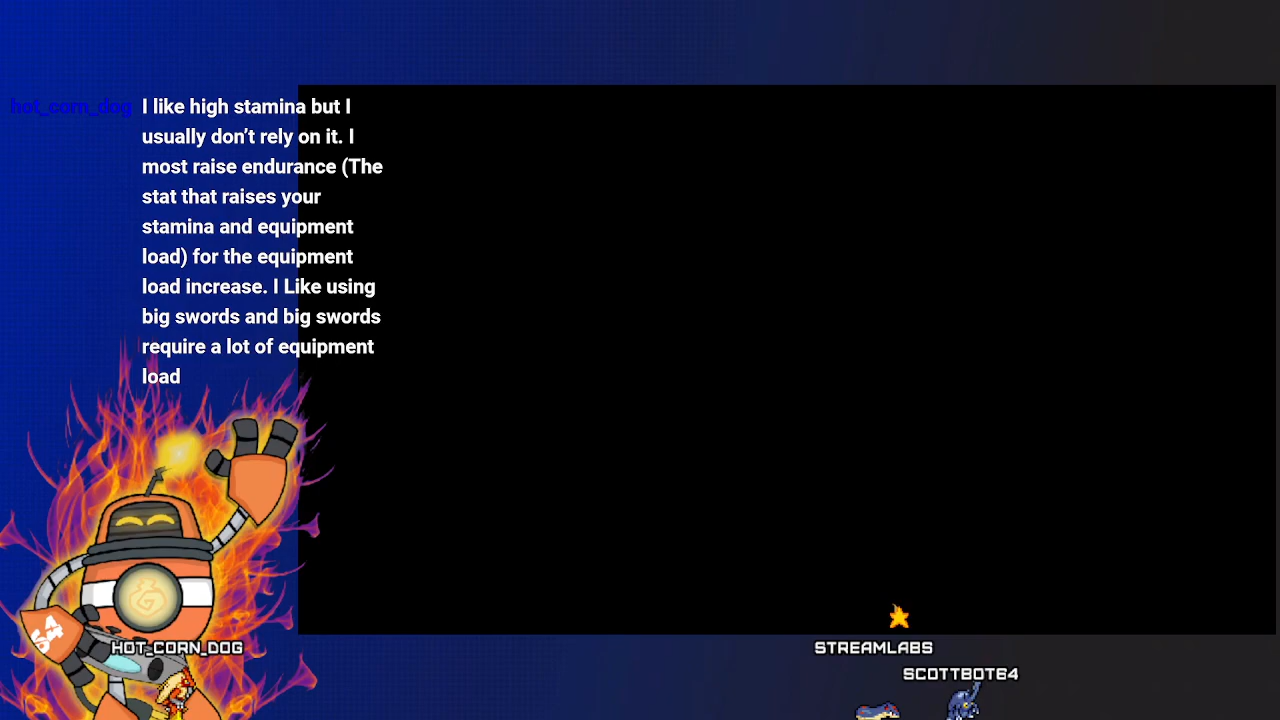 hot_corn_dog I like high stamina but I
usually don’t rely on it. I
most raise endurance (The
stat that raises your
stamina and equipment
load) for the equipment
load increase. I Like using
big swords and big swords
require a lot of equipment
load
64
HOT_CORN_DOG
STREAMLABS
SCOTTBOT64